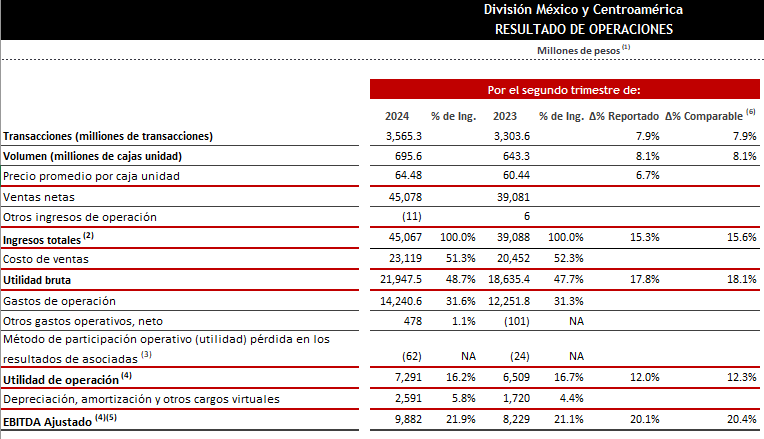 División México y Centroamérica
RESULTADO DE OPERACIONES
Millones de pesos (1)
Por el segundo trimestre de:
2024 % de Ing. 2023 % de Ing. Δ% Reportado Δ% Comparable (6)
Transacciones (millones de transacciones) 3,565.3 3,303.6 7.9% 7.9%
Volumen (millones de cajas unidad) 695.6 643.3 8.1% 8.1%
Precio promedio por caja unidad 64.48 60.44 6.7%
Ventas netas 45,078 39,081
Otros ingresos de operación (11) 6
Ingresos totales (2) 45,067 100.0% 39,088 100.0% 15.3% 15.6%
Costo de ventas 23,119 51.3% 20,452 52.3%
Utilidad bruta 21,947.5 48.7% 18,635.4 47.7% 17.8% 18.1%
Gastos de operación 14,240.6 31.6% 12,251.8 31.3%
Otros gastos operativos, neto 478 1.1% (101) NA
Método de participación operativo (utilidad) pérdida en los
resultados de asociadas (3) (62) NA (24) NA
Utilidad de operación (4) 7,291 16.2% 6,509 16.7% 12.0% 12.3%
Depreciación, amortización y otros cargos virtuales 2,591 5.8% 1,720 4.4%
EBITDA Ajustado (4)(5) 9,882 21.9% 8,229 21.1% 20.1% 20.4%